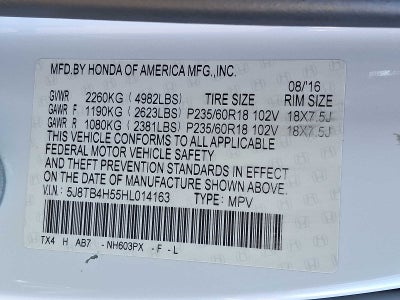 MFD.BY HONDA OF AMERICA MFG.,INC. 08/'16
GVWR 2260KG (4982LBS) TIRE SIZE RIM SIZE
GAWR F 1190KG (2623LBS) P235/60R18 102V 18X7.5J
GAWR R 1080KG (2381LBS) P235/60R18 102V 18X7.5J
THIS VEHICLE CONFORMS TO ALL APPLICABLE
FEDERAL MOTOR VEHICLE SAFETY
AND THEFT PREVENTION STANDARDS IN EFFECT
ON THE DATE OF MANUFACTURE SHOWN ABOVE.
V.I.N.: 5J8TB4H55HL014163 TYPE: MPV
TX4 H AB7 -NH603PX -F -L